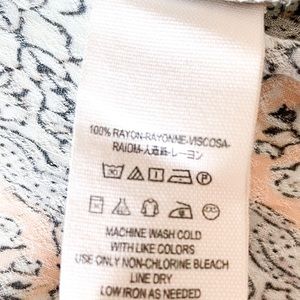 100% RAYON-RAYONNE-VISCOSA-
RAION-人造絲-レーヨン
MACHINE WASH COLD
WITH LIKE COLORS
USE ONLY NON-CHLORINE BLEACH
LINE DRY
LOW IRON AS NEEDED